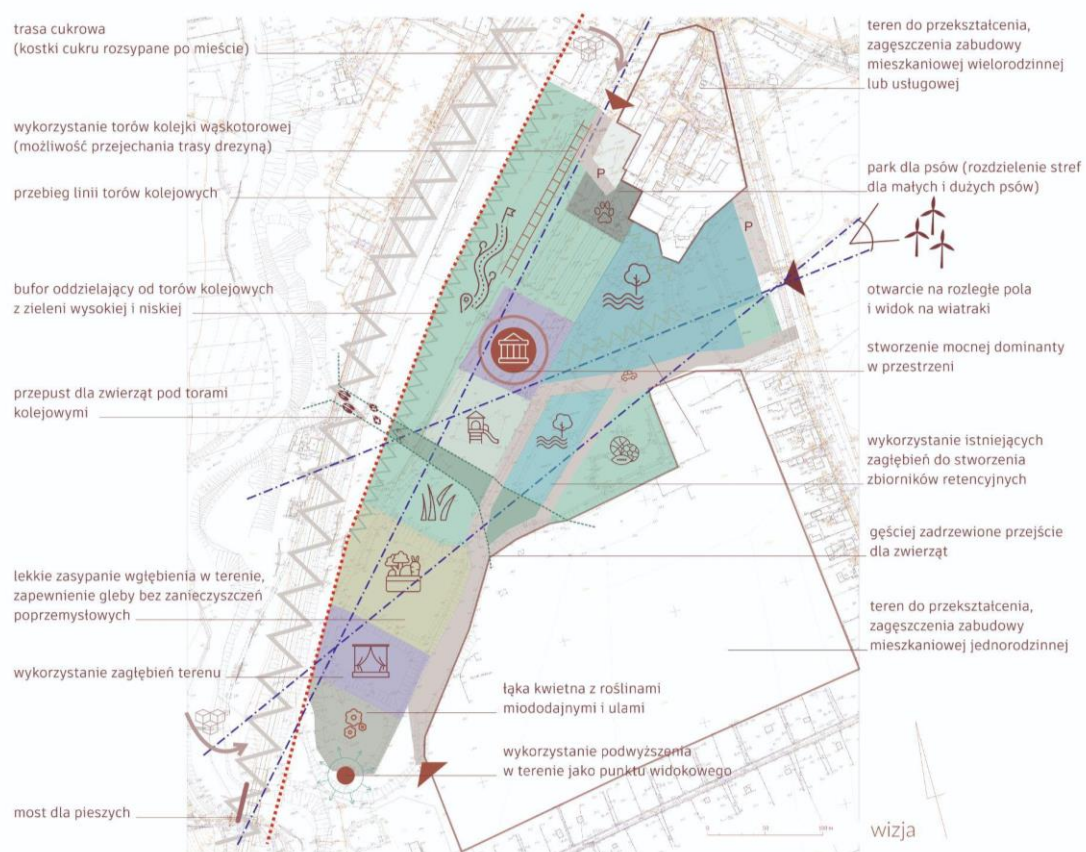 trasa cukrowa
(kostki cukru rozsypane po mieście)
wykorzystanie torów kolejki wąskotorowej
(możliwość przejechania trasy drezyną)
przebieg linii torów kolejowych
bufor oddzielający od torów kolejowych
z zieleni wysokiej i niskiej
przepust dla zwierząt pod torami
kolejowymi
lekkie zasypanie wgłębienia w terenie,
zapewnienie gleby bez zanieczyszczeń
poprzemysłowych
wykorzystanie zagłębień terenu
most dla pieszych
P
P
łąka kwietna z roślinami
miododajnymi i ulami
wykorzystanie podwyższenia
w terenie jako punktu widokowego
teren do przekształcenia,
zagęszczenia zabudowy
mieszkaniowej wielorodzinnej
lub usługowej
park dla psów (rozdzielenie stref
dla małych i dużych psów)
otwarcie na rozległe pola
i widok na wiatraki
stworzenie mocnej dominanty
w przestrzeni
wykorzystanie istniejących
zagłębień do stworzenia
zbiorników retencyjnych
gęściej zadrzewione przejście
dla zwierząt
teren do przekształcenia,
zagęszczenia zabudowy
mieszkaniowej jednorodzinnej
wizja